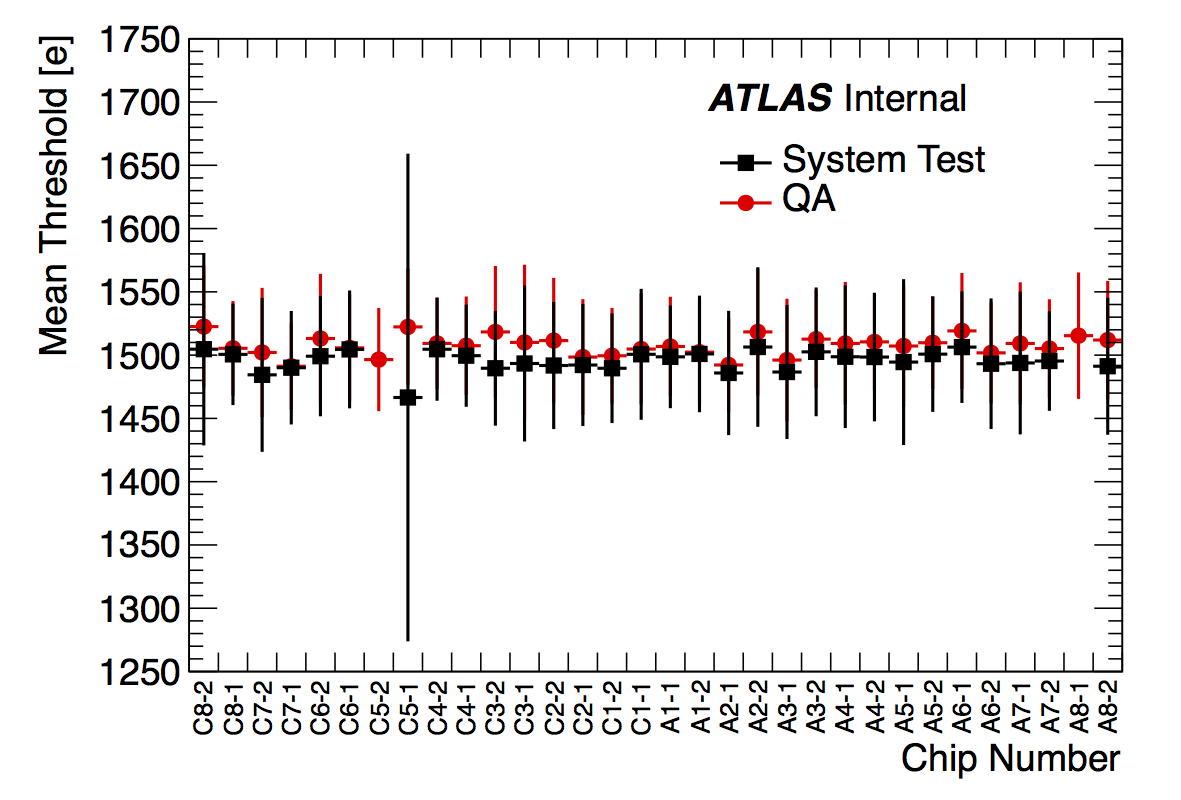 Mean Threshold [e]
1750
1700
1650
1600
1550
1500
1450
1400
1350
1300
1250
ATLAS Internal
System Test
QA
C8-2
C8-1
C7-2
C7-1
C6-2
C6-1
C5-2
C5-1
C4-2
C4-1
C3-2
C3-1
C2-2
C2-1
C1-2
C1-1
A1-1
A1-2
A2-1
A2-2
A3-1
A3-2
A4-1
A4-2
A5-1
A5-2
A6-1
A6-2
A7-1
A7-2
A8-1
A8-2
Chip Number